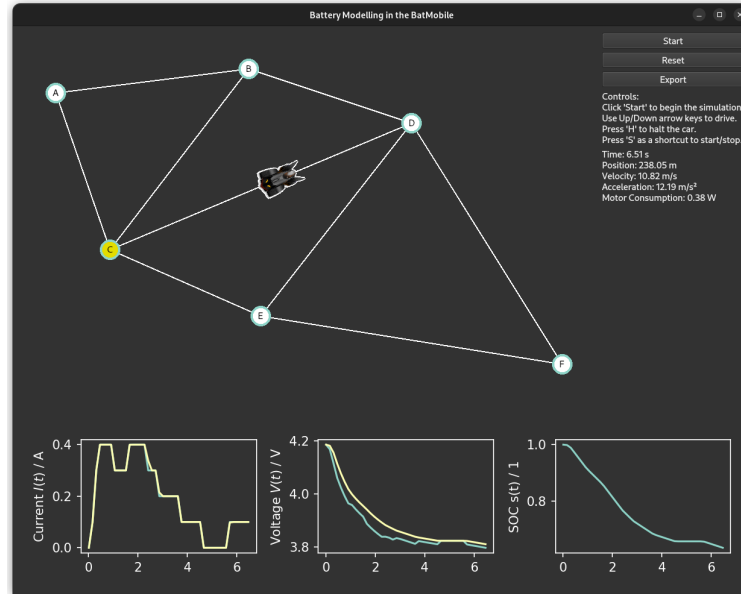 Battery Modelling in the BatMobile
Start
Reset
Export
Controls:
Click 'Start' to begin the simulation
Use Up/Down arrow keys to drive.
Press 'H' to halt the car.
Press 'S' as a shortcut to start/stop.
Time: 6.51 s
Position: 238.05 m
Velocity: 10.82 m/s
Acceleration: 12.19 m/s²
Motor Consumption: 0.38 W
A
B
D
C
E
F
Current I(t) / A
0.4
0.2
0.0
0
2
4
6
Voltage V(t) / V
4.2
4.0
3.8
0
2
4
6
SOC s(t) / 1
1.0
0.8
0
2
4
6